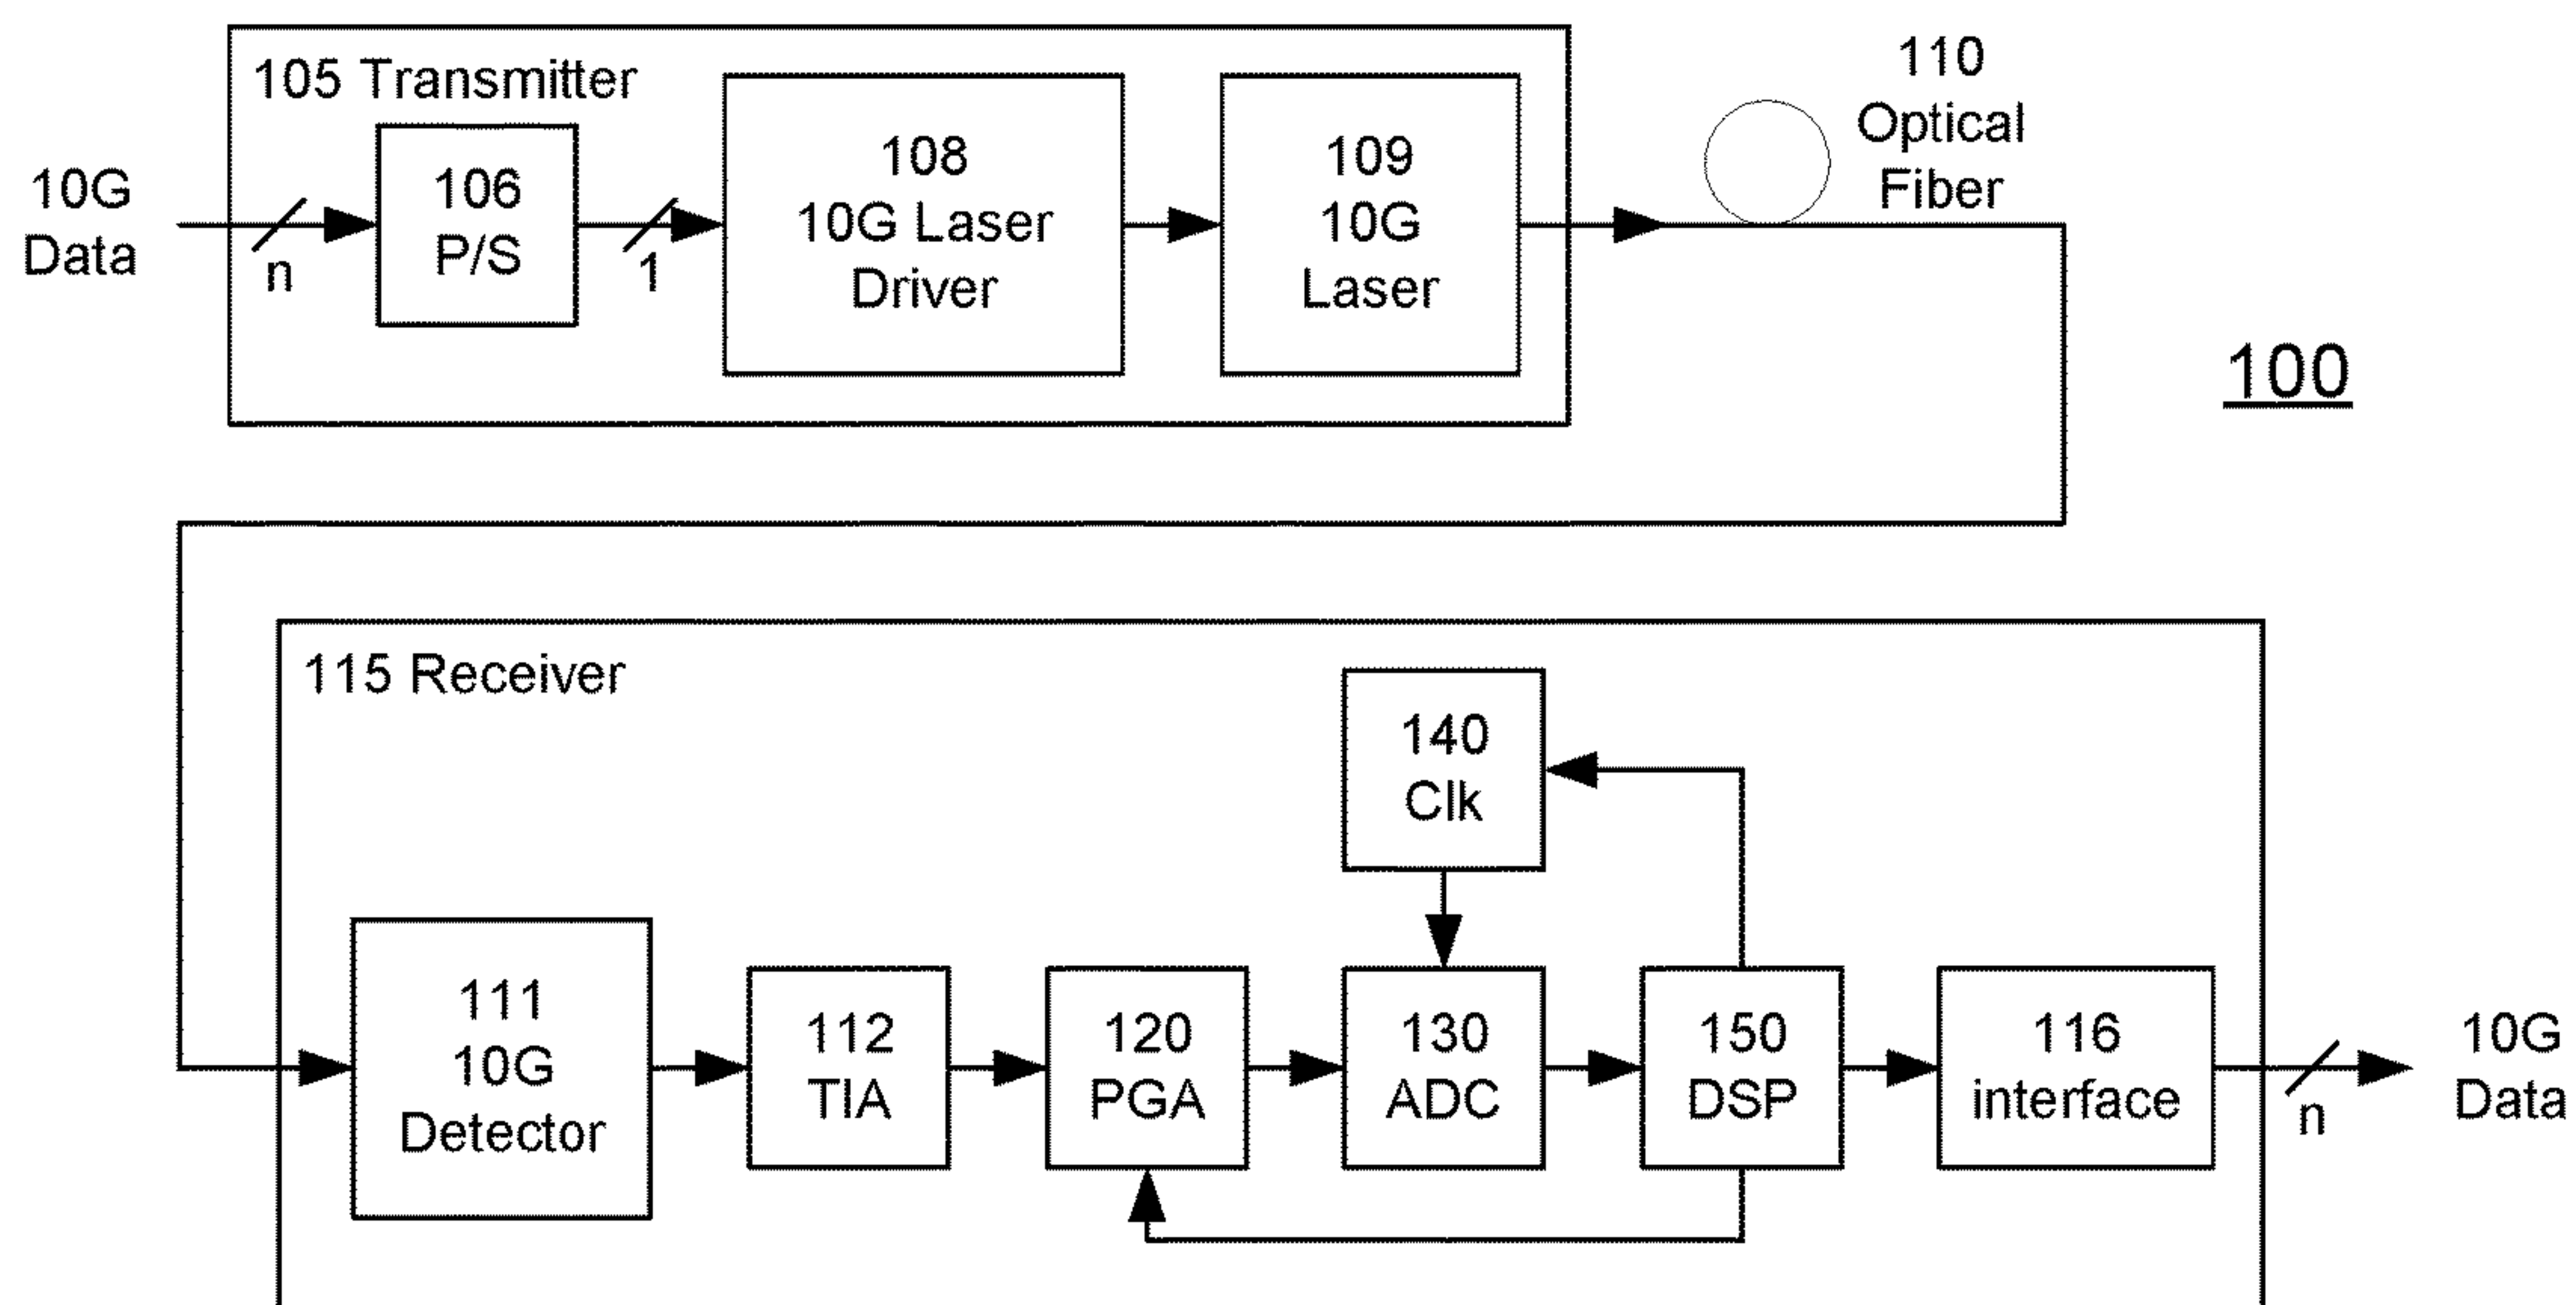 105 Transmitter
10G
Data
n
106
P/S
1
108
10G Laser
Driver
109
10G
Laser
110
Optical
Fiber
100
115 Receiver
140
Clk
111
10G
Detector
112
TIA
120
PGA
130
ADC
150
DSP
116
interface
n
10G
Data